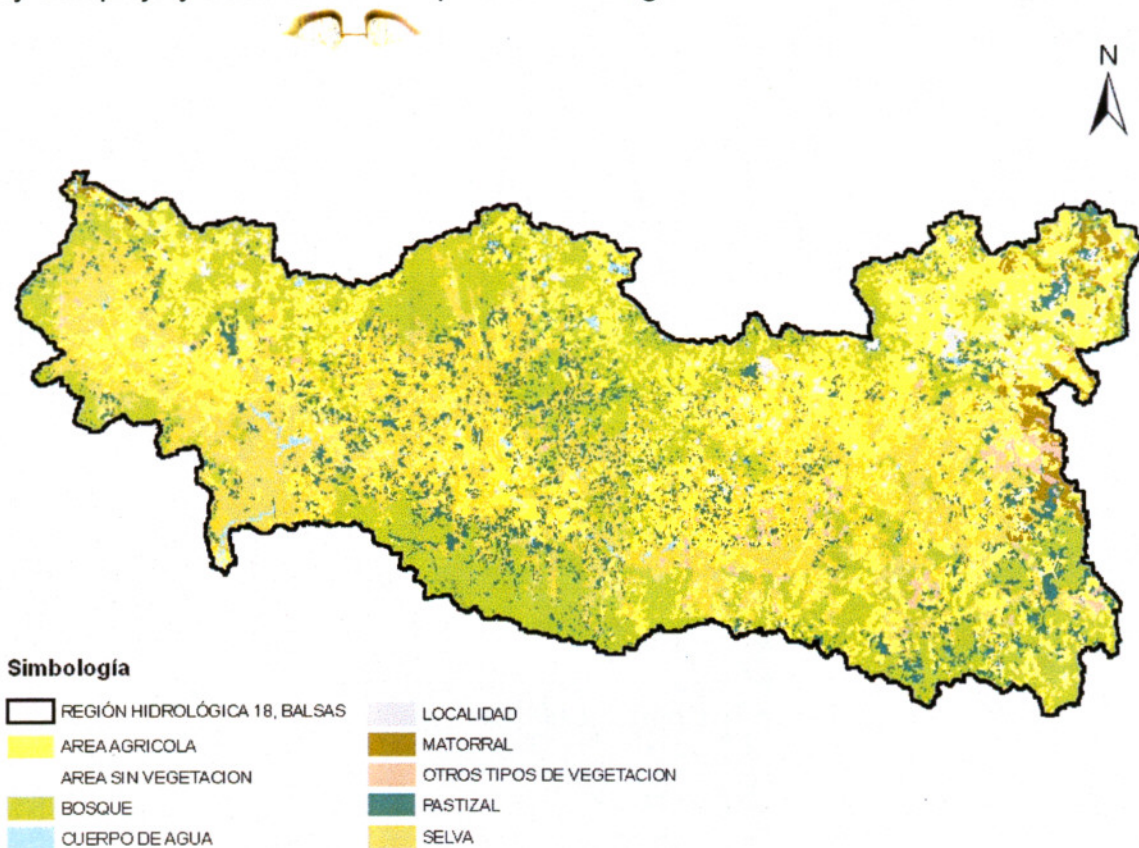 N
Simbología
REGIÓN HIDROLÓGICA 18, BALSAS
AREA AGRICOLA
AREA SIN VEGETACION
BOSQUE
CUERPO DE AGUA
LOCALIDAD
MATORRAL
OTROS TIPOS DE VEGETACION
PASTIZAL
SELVA